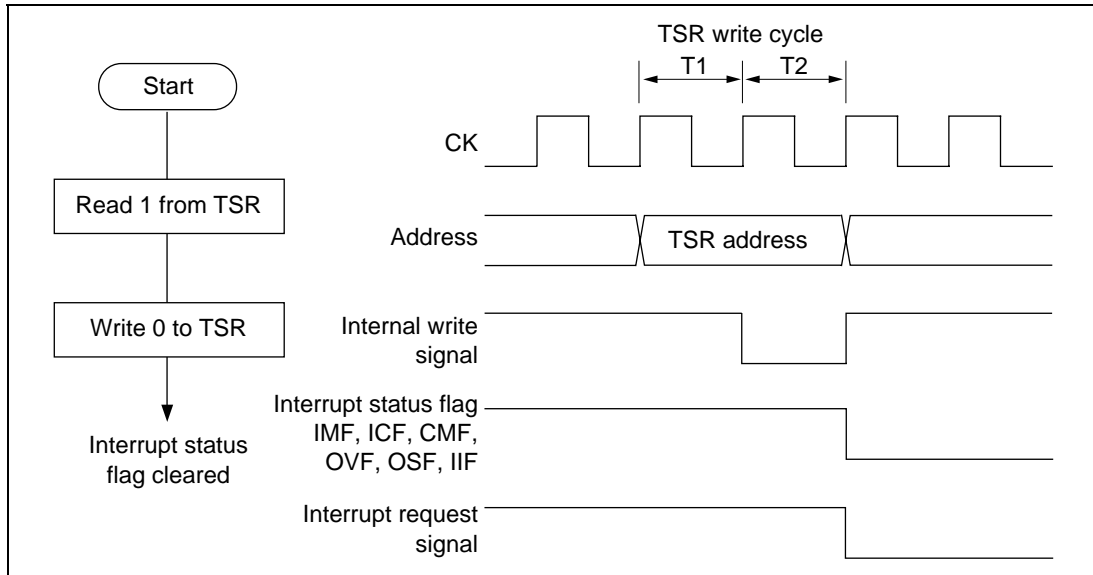 Start
Read 1 from TSR
Write 0 to TSR
Interrupt status
flag cleared
TSR write cycle
T1
T2
CK
Address
TSR address
Internal write
signal
Interrupt status flag
IMF, ICF, CMF,
OVF, OSF, IIF
Interrupt request
signal